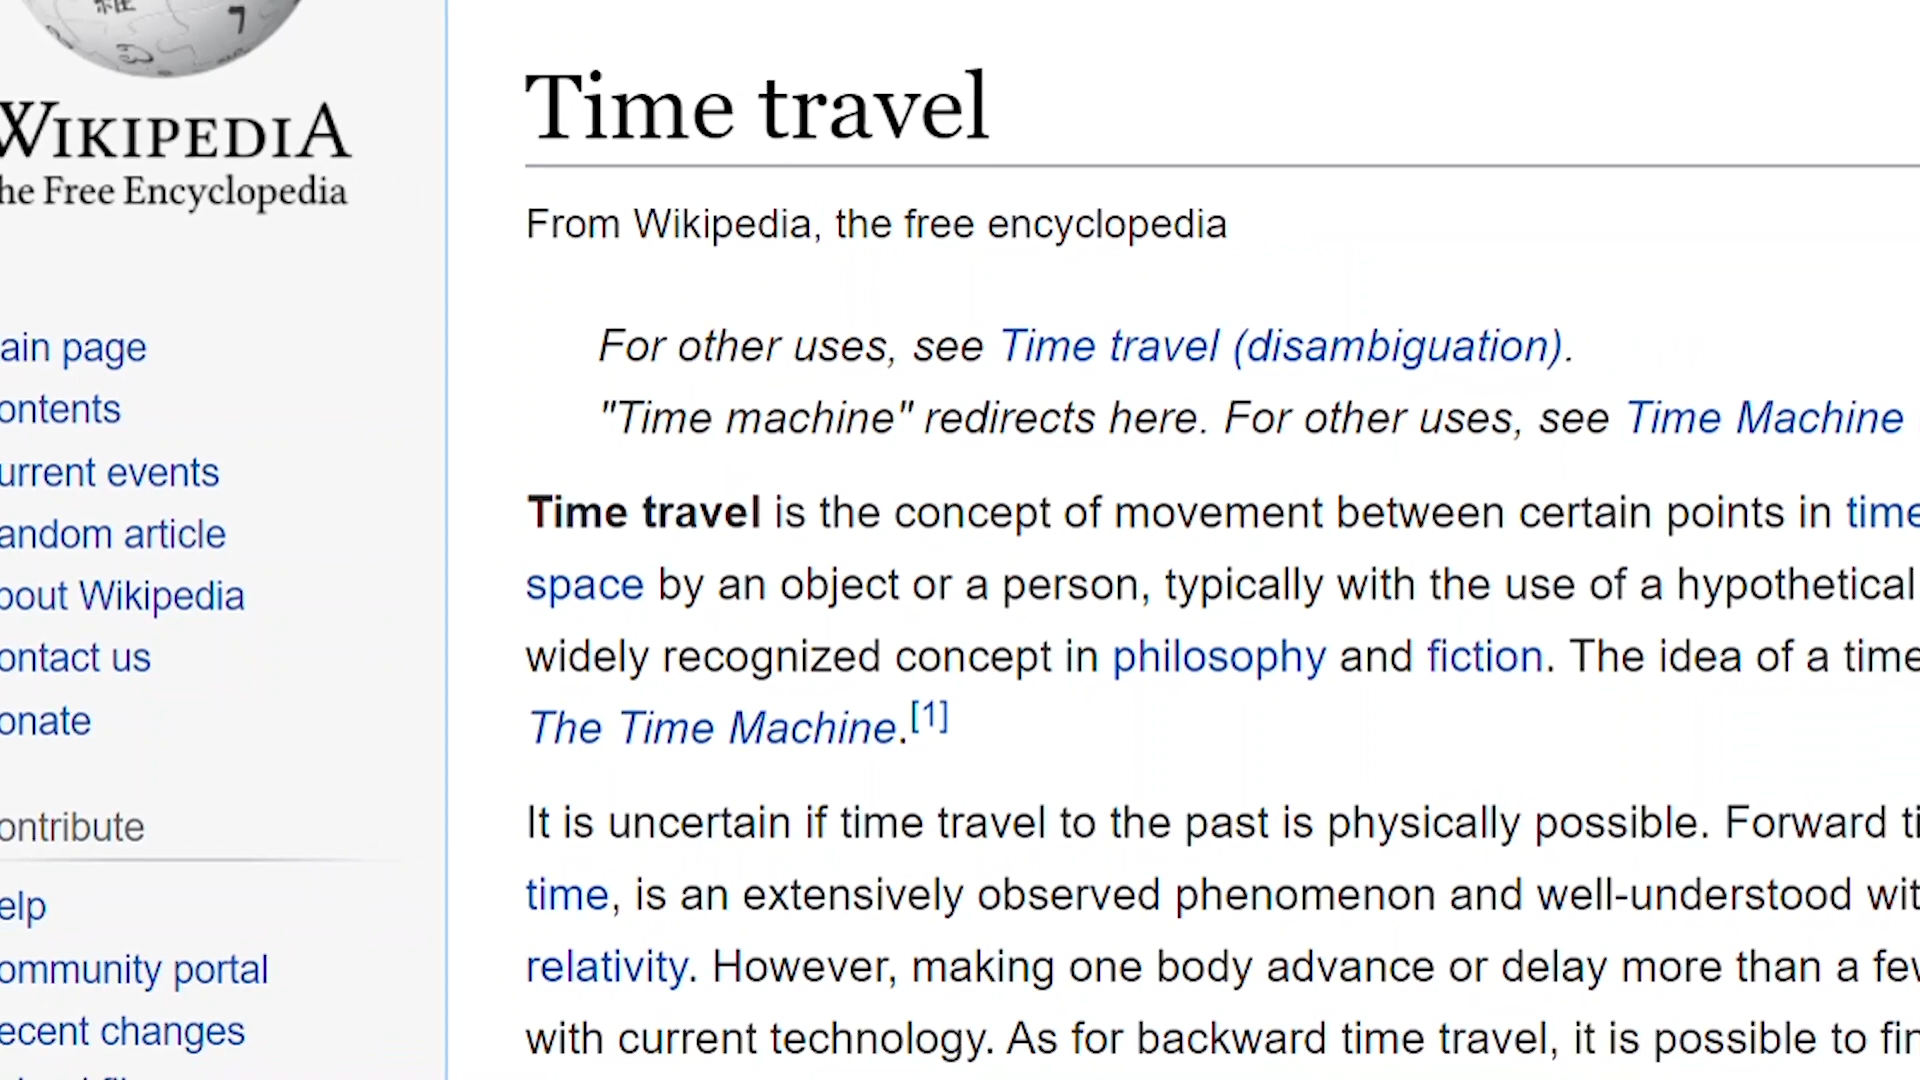 WIKIPEDIA
he Free Encyclopedia
ain page
ontents
urrent events
andom article
bout Wikipedia
ontact us
onate
ontribute
elp
ommunity portal
ecent changes
Time travel
From Wikipedia, the free encyclopedia
For other uses, see Time travel (disambiguation).
"Time machine" redirects here. For other uses, see Time Machine
Time travel is the concept of movement between certain points in time
space by an object or a person, typically with the use of a hypothetical
widely recognized concept in philosophy and fiction. The idea of a time
The Time Machine.[1]
It is uncertain if time travel to the past is physically possible. Forward ti
time, is an extensively observed phenomenon and well-understood wit
relativity. However, making one body advance or delay more than a few
with current technology. As for backward time travel, it is possible to fin